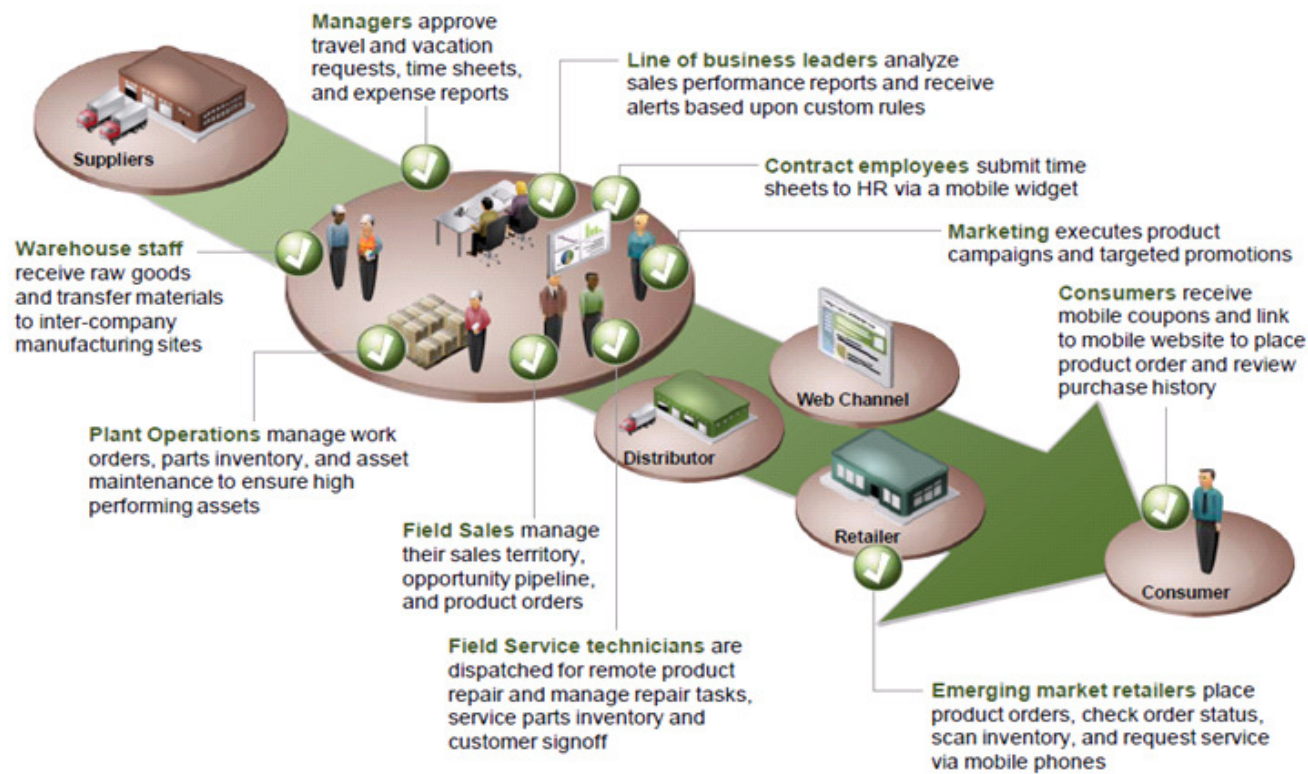 Managers approve
travel and vacation
requests, time sheets,
and expense reports
Line of business leaders analyze
sales performance reports and receive
alerts based upon custom rules
Suppliers
Contract employees submit time
sheets to HR via a mobile widget
Marketing executes product
campaigns and targeted promotions
Warehouse staff
receive raw goods
and transfer materials
to inter-company
manufacturing sites
Consumers receive
mobile coupons and link
to mobile website to place
product order and review
purchase history
Web Channel
Plant Operations manage work
orders, parts inventory, and asset
maintenance to ensure high
performing assets
Distributor
Retailer
Field Sales manage
their sales territory,
opportunity pipeline,
and product orders
Consumer
Field Service technicians are
dispatched for remote product
repair and manage repair tasks,
service parts inventory and
customer signoff
Emerging market retailers place
product orders, check order status,
scan inventory, and request service
via mobile phones